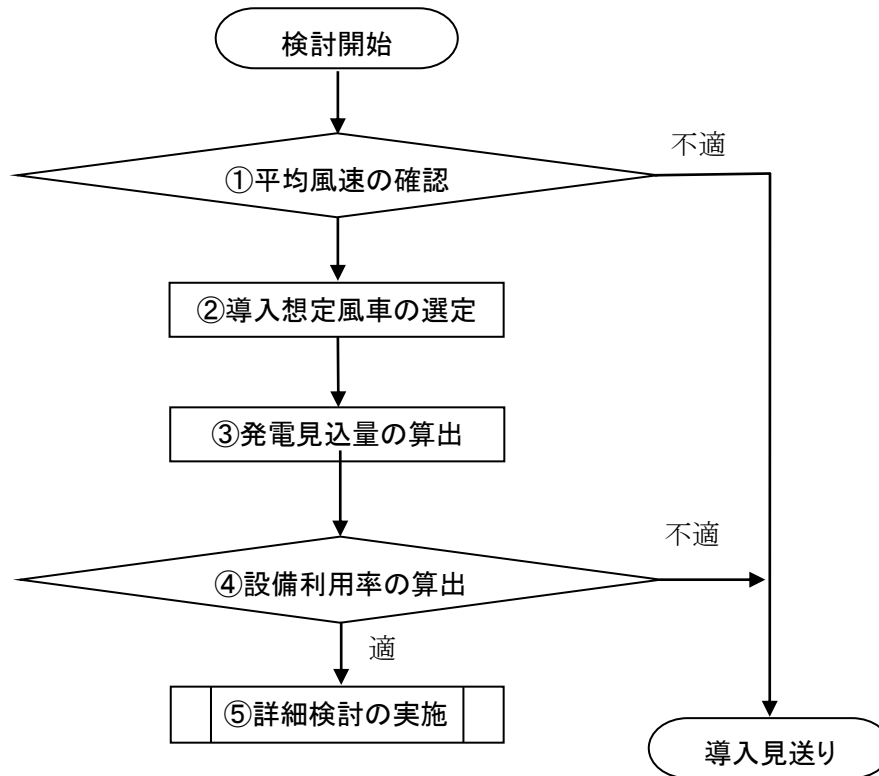 検討開始
不適
①平均風速の確認
②導入想定風車の選定
③発電見込量の算出
不適
④設備利用率の算出
適
⑤詳細検討の実施
導入見送り